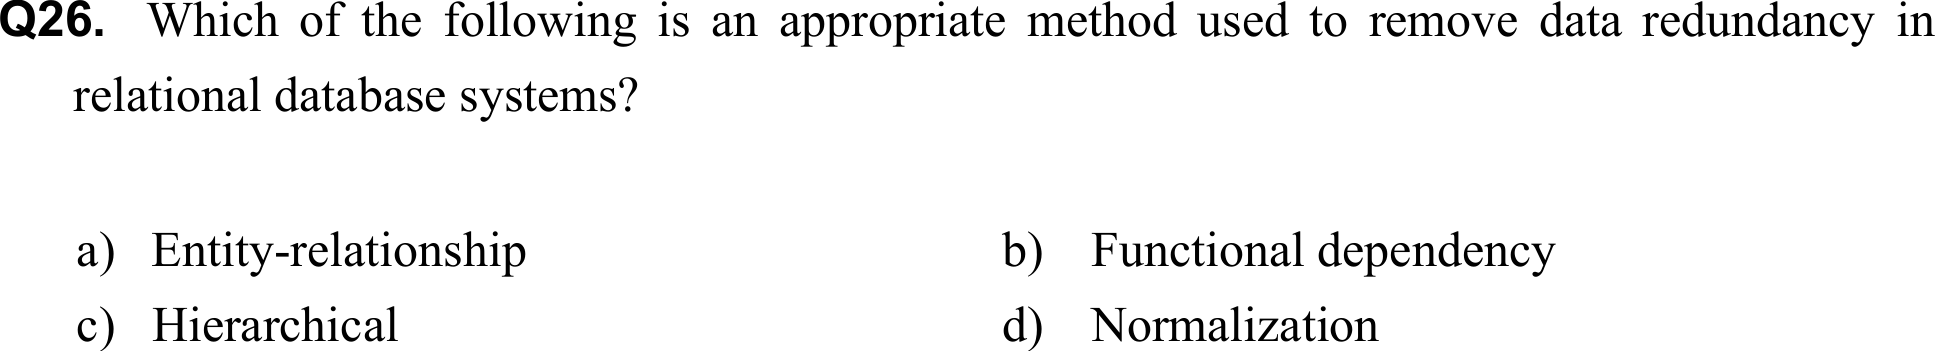 Q26. Which of the following is an appropriate method used to remove data redundancy in
relational database systems?
a) Entity-relationship b) Functional dependency
c) Hierarchical d) Normalization